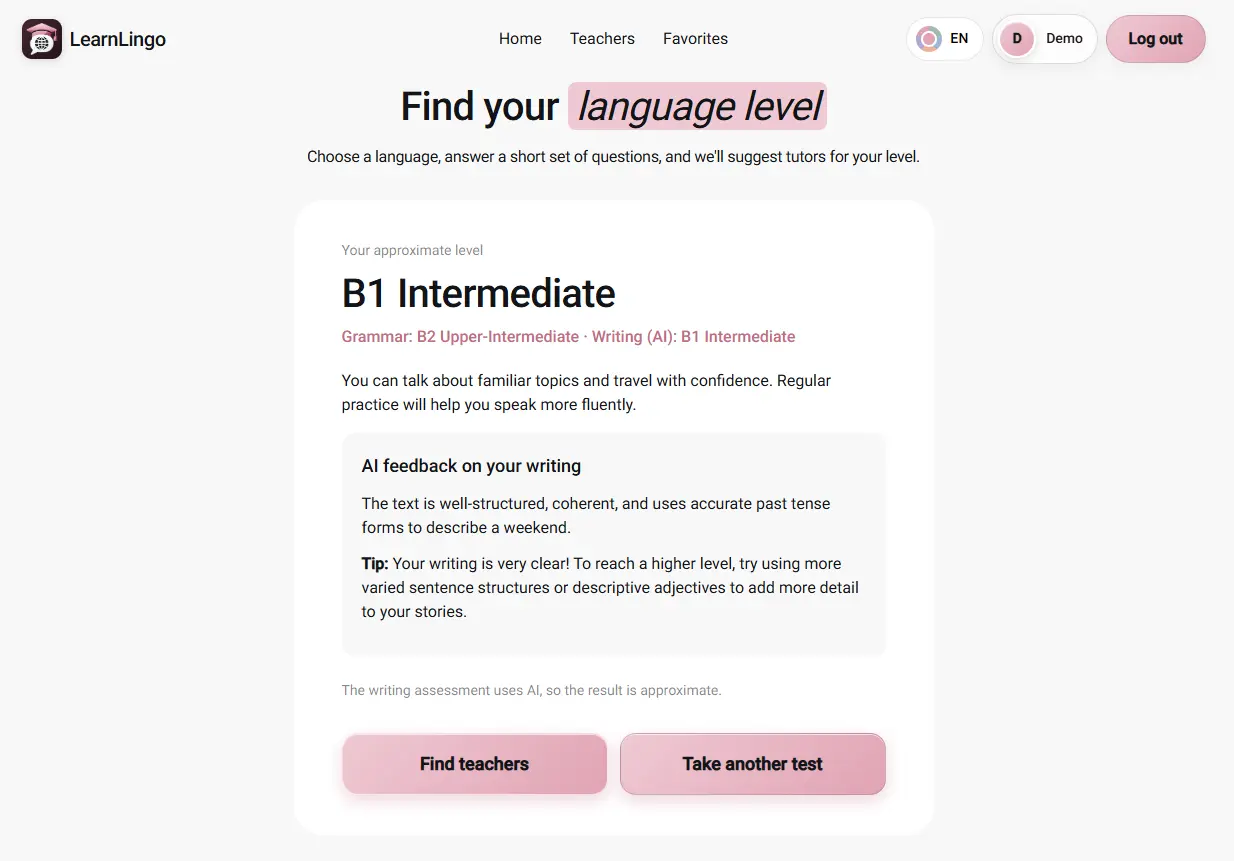 LearnLingo
Home
Teachers
Favorites
EN
D
Demo
Log out
Find your language level
Choose a language, answer a short set of questions, and we'll suggest tutors for your level.
Your approximate level
B1 Intermediate
Grammar: B2 Upper-Intermediate · Writing (AI): B1 Intermediate
You can talk about familiar topics and travel with confidence. Regular
practice will help you speak more fluently.
AI feedback on your writing
The text is well-structured, coherent, and uses accurate past tense
forms to describe a weekend.
Tip: Your writing is very clear! To reach a higher level, try using more
varied sentence structures or descriptive adjectives to add more detail
to your stories.
The writing assessment uses AI, so the result is approximate.
Find teachers
Take another test